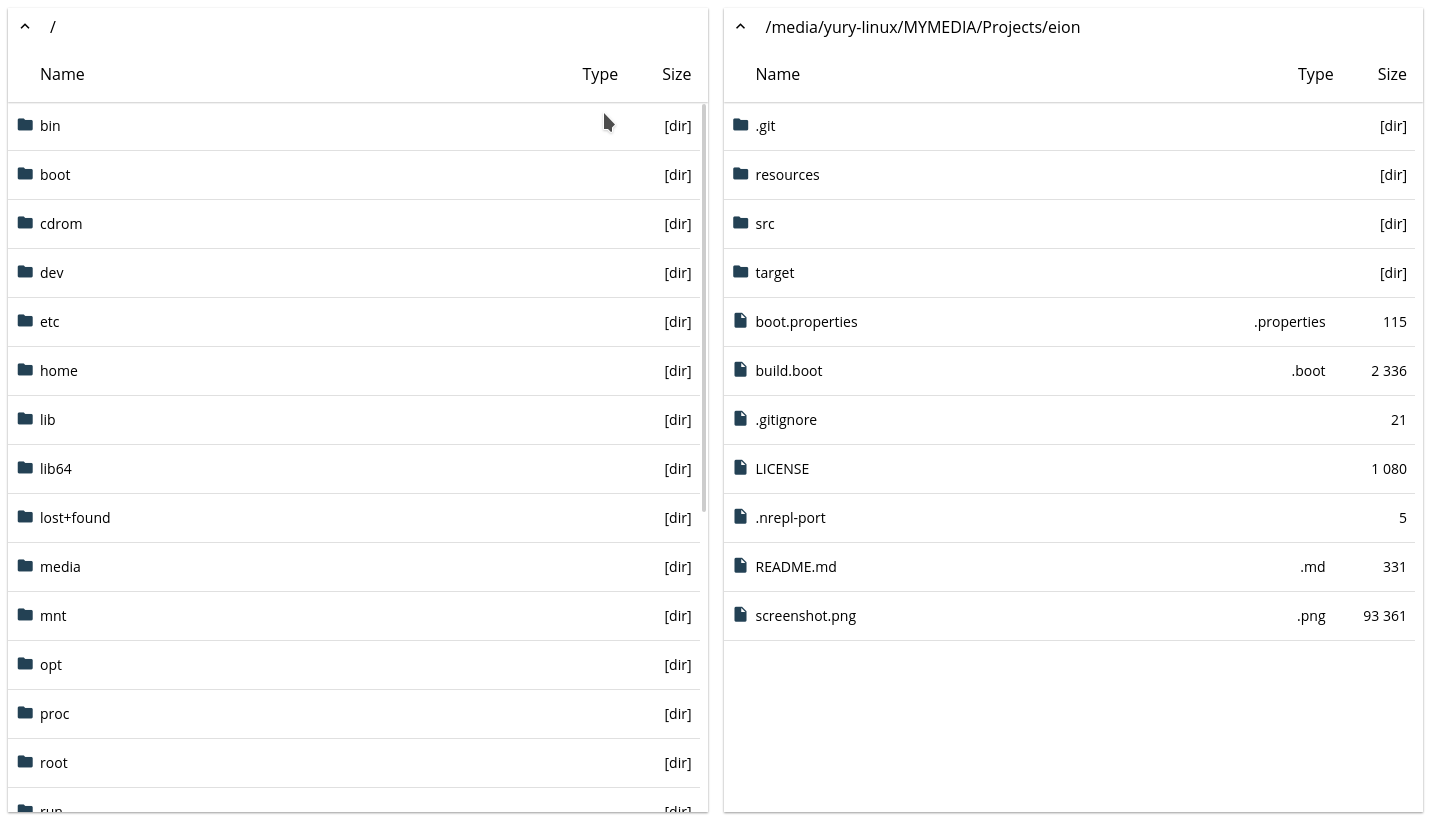 /
Name Type Size
bin [dir]
boot [dir]
cdrom [dir]
dev [dir]
etc [dir]
home [dir]
lib [dir]
lib64 [dir]
lost+found [dir]
media [dir]
mnt [dir]
opt [dir]
proc [dir]
root [dir]
run [dir]
/media/yury-linux/MYMEDIA/Projects/eion
Name Type Size
.git [dir]
resources [dir]
src [dir]
target [dir]
boot.properties .properties 115
build.boot .boot 2 336
.gitignore 21
LICENSE 1 080
.nrepl-port 5
README.md .md 331
screenshot.png .png 93 361